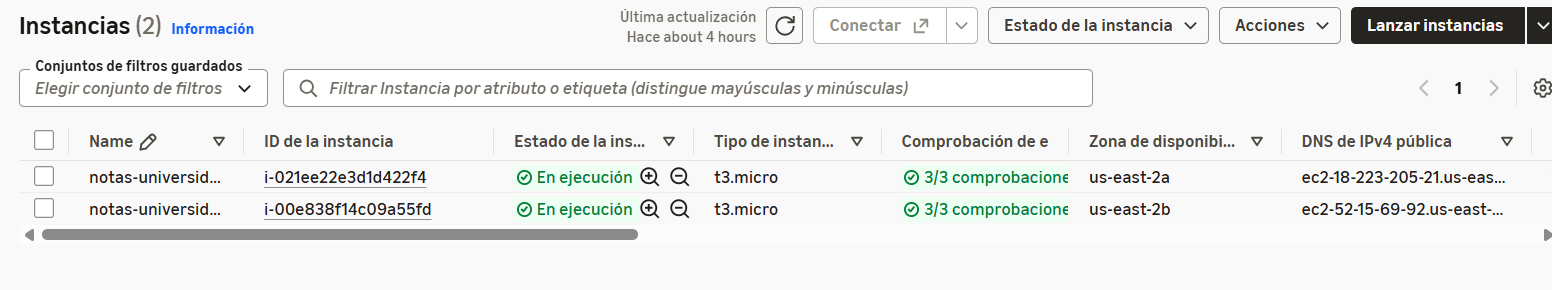 Instancias (2) Información
Última actualización
Hace about 4 hours
Conectar
Estado de la instancia
Acciones
Lanzar instancias
Conjuntos de filtros guardados
Elegir conjunto de filtros
Filtrar Instancia por atributo o etiqueta (distingue mayúsculas y minúsculas)
1
Name ID de la instancia Estado de la ins... Tipo de instan... Comprobación de e Zona de disponibi... DNS de IPv4 pública
notas-universid... i-021ee22e3d1d422f4 En ejecución t3.micro 3/3 comprobacione us-east-2a ec2-18-223-205-21.us-eas...
notas-universid... i-00e838f14c09a55fd En ejecución t3.micro 3/3 comprobacione us-east-2b ec2-52-15-69-92.us-east-...